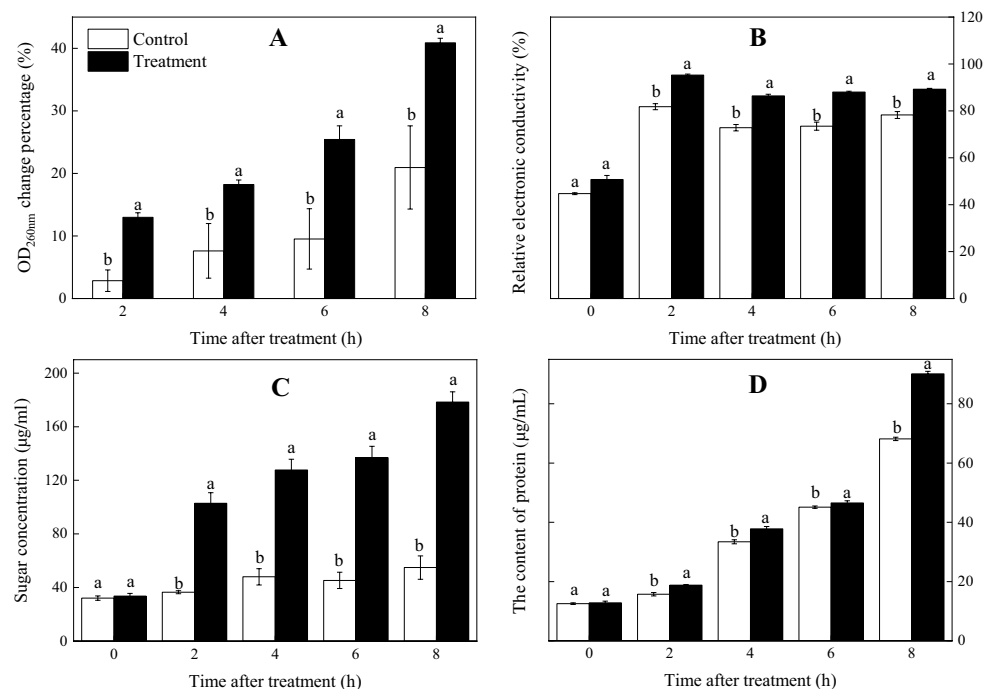 A
Control
Treatment
OD260nm change percentage (%)
40
30
20
10
0
b
a
b
a
b
a
b
a
2
4
6
8
Time after treatment (h)
B
Relative electronic conductivity (%)
120
100
80
60
40
20
0
a
a
b
a
b
a
b
a
b
a
0
2
4
6
8
Time after treatment (h)
C
Sugar concentration (μg/ml)
200
160
120
80
40
0
a
a
b
a
b
a
b
a
b
a
0
2
4
6
8
Time after treatment (h)
D
The content of protein (μg/mL)
80
60
40
20
0
a
a
b
a
b
a
b
a
b
a
0
2
4
6
8
Time after treatment (h)